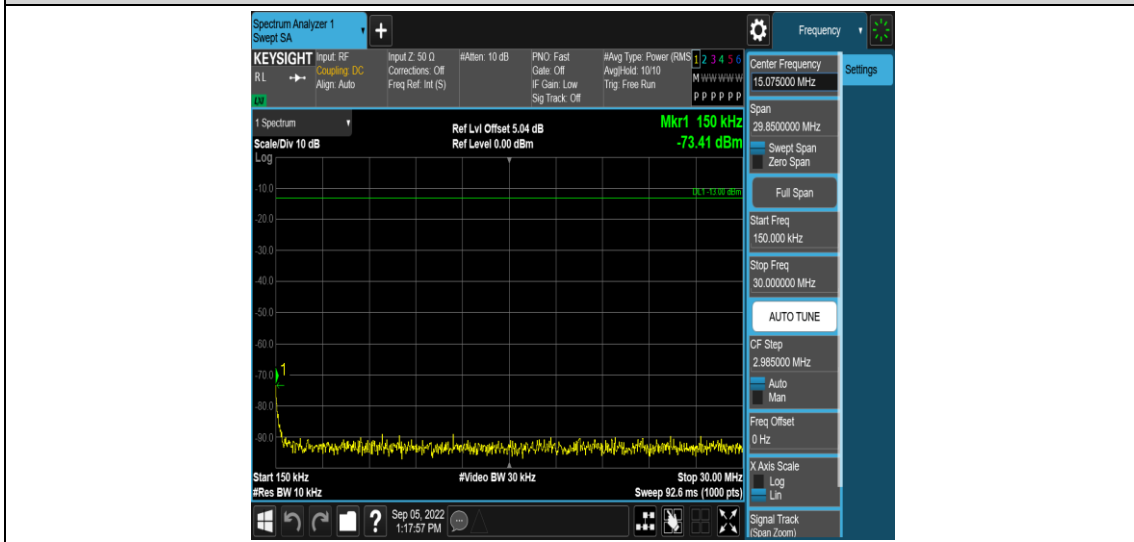 Spectrum Analyzer 1
Swept SA
+
Frequency
KEYSIGHT
RL
LXI
Input: RF
Coupling: DC
Align: Auto
Input Z: 50 Ω
Corrections: Off
Freq Ref: Int (S)
#Atten: 10 dB
PNO: Fast
Gate: Off
IF Gain: Low
Sig Track: Off
#Avg Type: Power (RMS
Avg|Hold: 10/10
Trig: Free Run
1 2 3 4 5 6
M W W W W W
P P P P P P
1 Spectrum
Scale/Div 10 dB
Log
Ref Lvl Offset 5.04 dB
Ref Level 0.00 dBm
Mkr1 150 kHz
-73.41 dBm
DL1 -13.00 dBm
-10.0
-20.0
-30.0
-40.0
-50.0
-60.0
-70.0
1
-80.0
-90.0
Start 150 kHz
#Res BW 10 kHz
#Video BW 30 kHz
Stop 30.00 MHz
Sweep 92.6 ms (1000 pts)
?
Sep 05, 2022
1:17:57 PM
Center Frequency
15.075000 MHz
Settings
Span
29.8500000 MHz
Swept Span
Zero Span
Full Span
Start Freq
150.000 kHz
Stop Freq
30.000000 MHz
AUTO TUNE
CF Step
2.985000 MHz
Auto
Man
Freq Offset
0 Hz
X Axis Scale
Log
Lin
Signal Track
(Span Zoom)